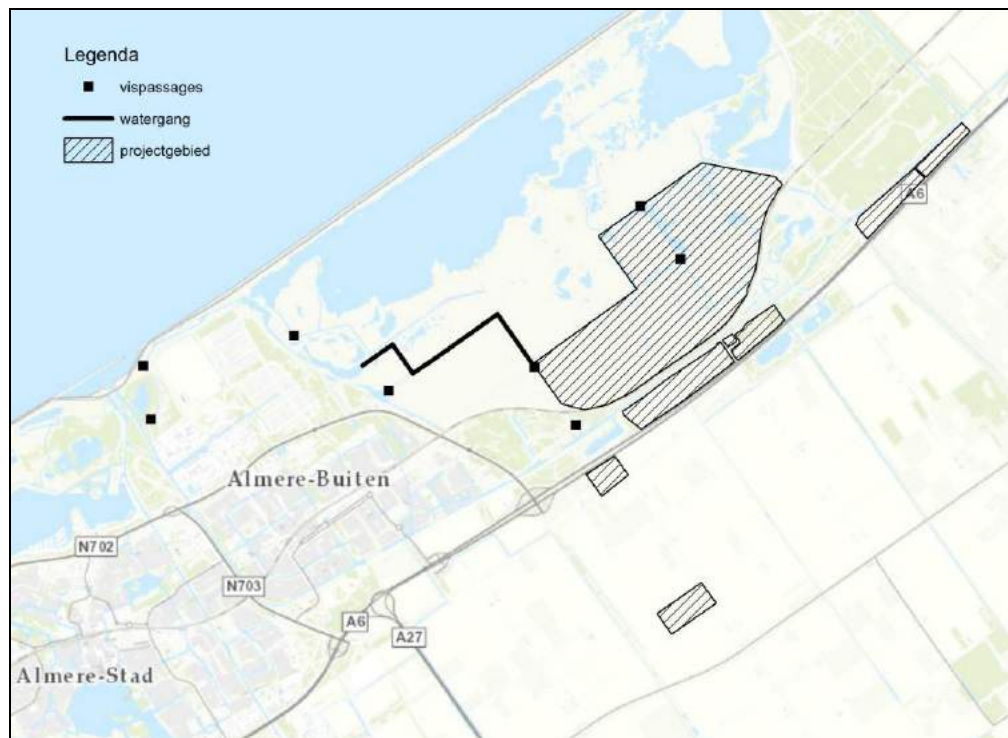 Legenda
vispassages
watergang
projectgebied
A6
Almere-Buiten
N702
N703
A6
A27
Almere-Stad